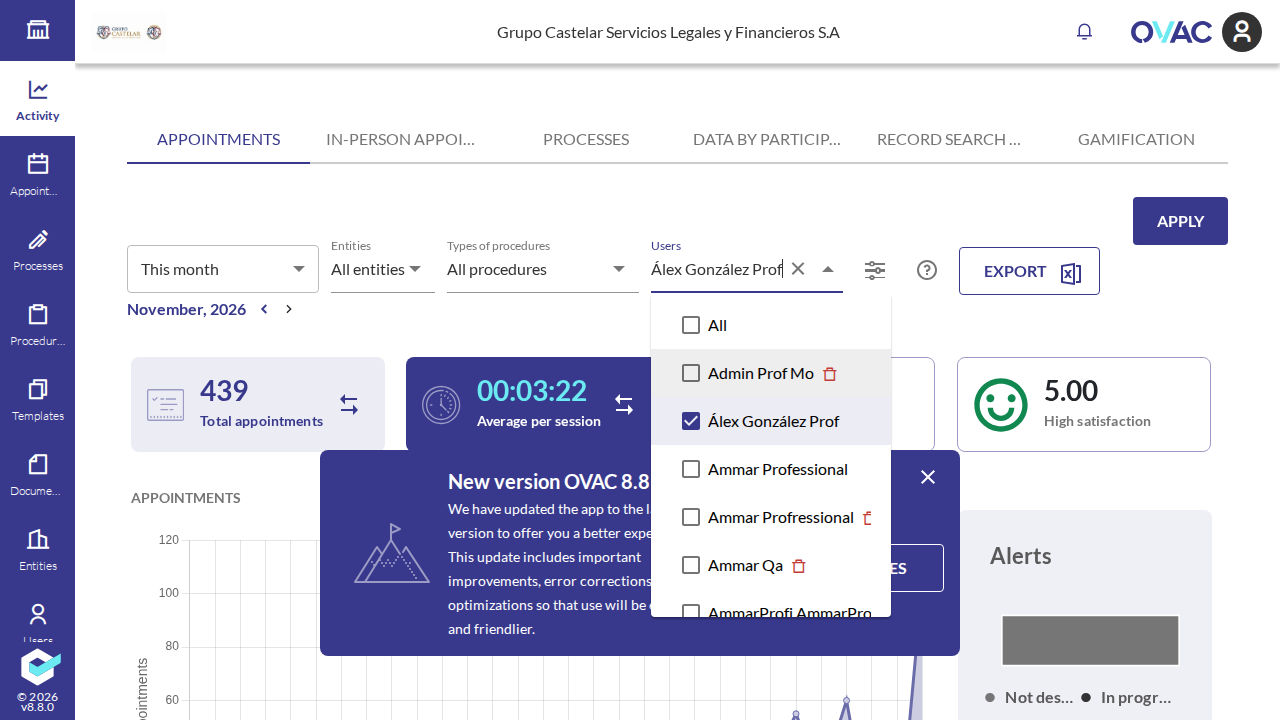 Grupo Castelar Servicios Legales y Financieros S.A
OVAC
GRUPO
CASTELAR
Activity
Appoint...
Processes
Procedur...
Templates
Docume...
Entities
Users
© 2026
v8.8.0
APPOINTMENTS
IN-PERSON APPOI...
PROCESSES
DATA BY PARTICIP...
RECORD SEARCH ...
GAMIFICATION
APPLY
This month
Entities
All entities
Types of procedures
All procedures
Users
Álex González Prof
EXPORT
November, 2026
All
Admin Prof Mo
Álex González Prof
Ammar Professional
Ammar Profressional
Ammar Qa
AmmarProfi AmmarPro
439
Total appointments
00:03:22
Average per session
5.00
High satisfaction
New version OVAC 8.8
We have updated the app to the l
version to offer you a better expe
This update includes important
improvements, error corrections
optimizations so that use will be
and friendlier.
ES
APPOINTMENTS
120
100
80
60
ointments
Alerts
Not des...
In progr...